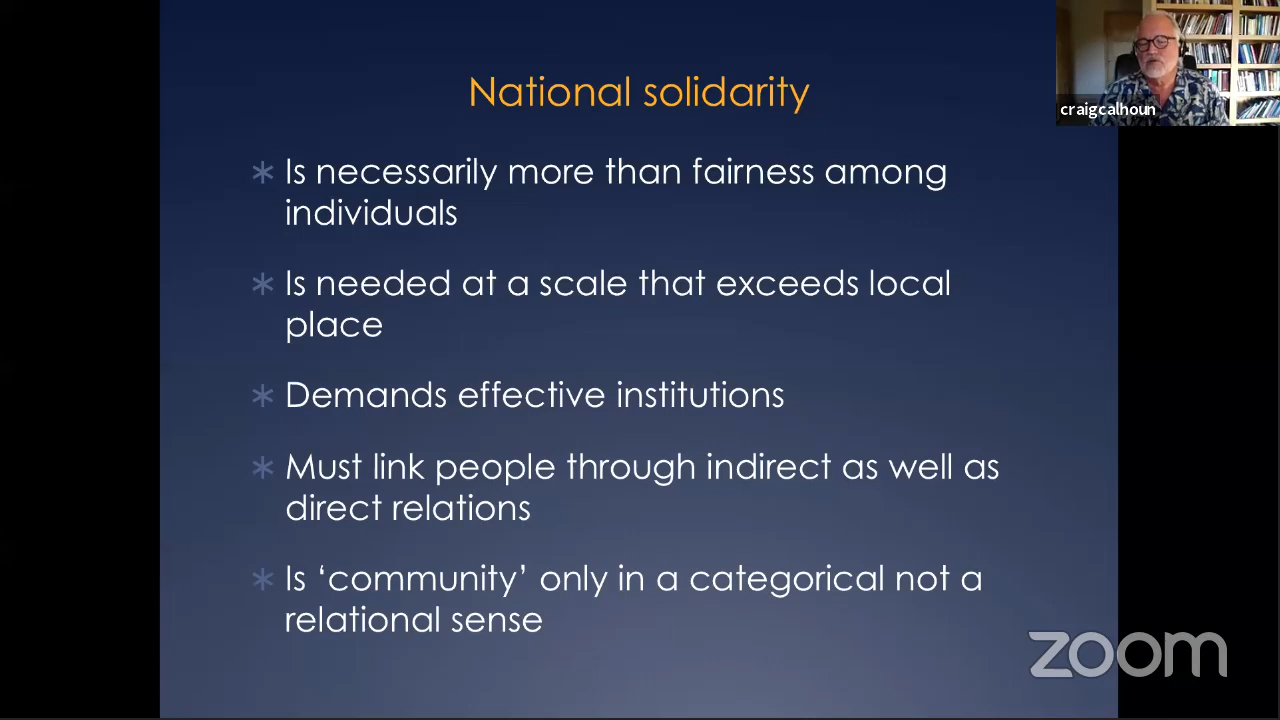 National solidarity
craigcalhoun
Is necessarily more than fairness among
individuals
Is needed at a scale that exceeds local
place
Demands effective institutions
Must link people through indirect as well as
direct relations
Is ‘community’ only in a categorical not a
relational sense
zoom